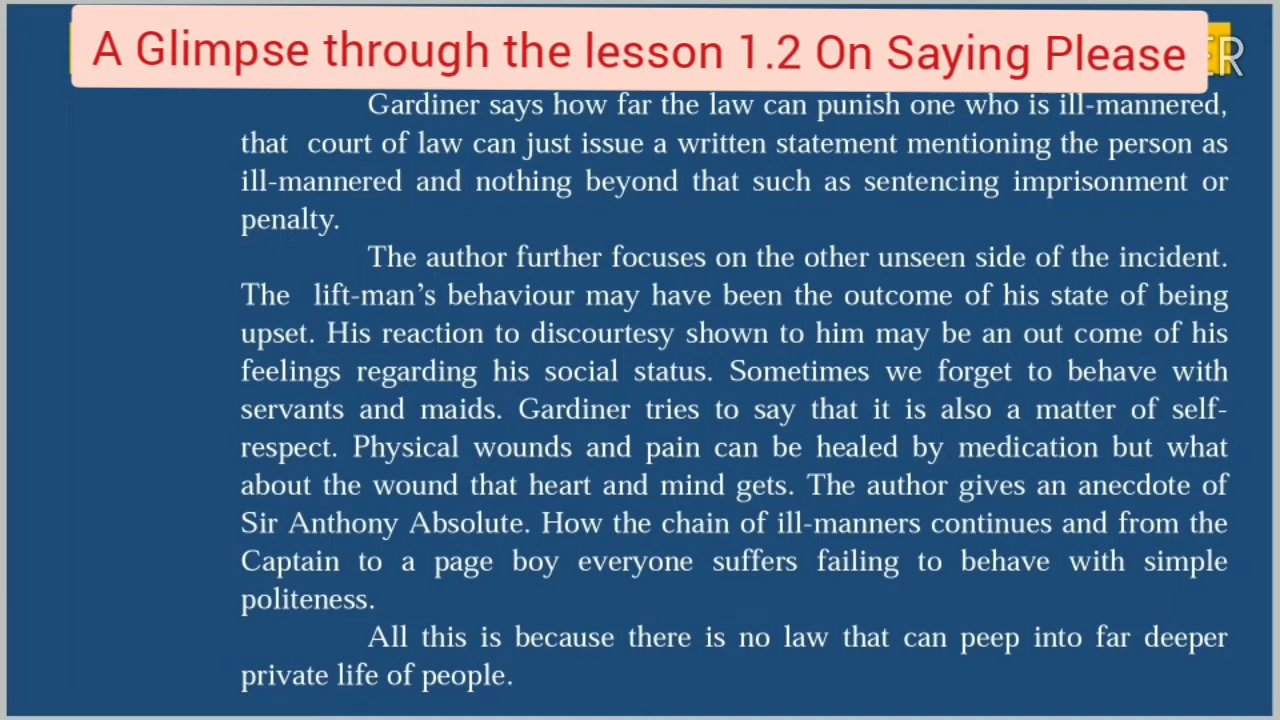 A Glimpse through the lesson 1.2 On Saying Please
ER
Gardiner says how far the law can punish one who is ill-mannered,
that court of law can just issue a written statement mentioning the person as
ill-mannered and nothing beyond that such as sentencing imprisonment or
penalty.
The author further focuses on the other unseen side of the incident.
The lift-man’s behaviour may have been the outcome of his state of being
upset. His reaction to discourtesy shown to him may be an out come of his
feelings regarding his social status. Sometimes we forget to behave with
servants and maids. Gardiner tries to say that it is also a matter of self-
respect. Physical wounds and pain can be healed by medication but what
about the wound that heart and mind gets. The author gives an anecdote of
Sir Anthony Absolute. How the chain of ill-manners continues and from the
Captain to a page boy everyone suffers failing to behave with simple
politeness.
All this is because there is no law that can peep into far deeper
private life of people.